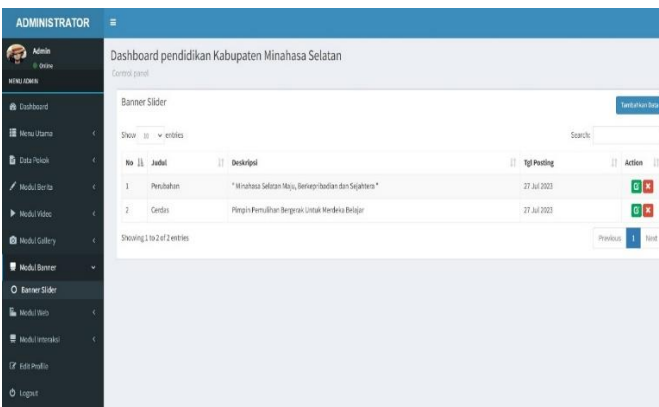 ADMINISTRATOR
Admin
Online
MENU ADMIN
Dashboard
Menu Utama
Data Pokok
Modul Berita
Modul Video
Modul Gallery
Modul Banner
Banner Slider
Modul Web
Modul Interaksi
Edit Profile
Logout
Dashboard pendidikan Kabupaten Minahasa Selatan
Control panel
Banner Slider
Tambahkan Data
Show 10 entries
Search:
No Judul Deskripsi Tgl Posting Action
1 Perubahan " Minahasa Selatan Maju, Berkepribadian dan Sejahtera " 27 Jul 2023
2 Cerdas Pimpin Pemulihan Bergerak Untuk Merdeka Belajar 27 Jul 2023
Showing 1 to 2 of 2 entries
Previous 1 Next